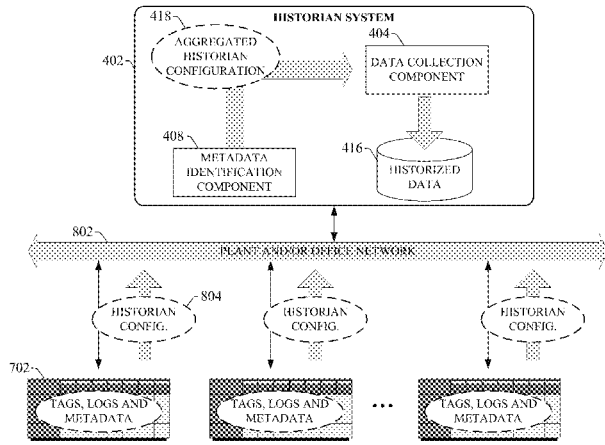 HISTORIAN SYSTEM
418
404
402
AGGREGATED
HISTORIAN
CONFIGURATION
DATA COLLECTION
COMPONENT
408
METADATA
IDENTIFICATION
COMPONENT
416
HISTORIZED
DATA
802
PLANT AND/OR OFFICE NETWORK
804
HISTORIAN
CONFIG.
HISTORIAN
CONFIG.
HISTORIAN
CONFIG.
702
TAGS, LOGS AND
METADATA
TAGS, LOGS AND
METADATA
•••
TAGS, LOGS AND
METADATA